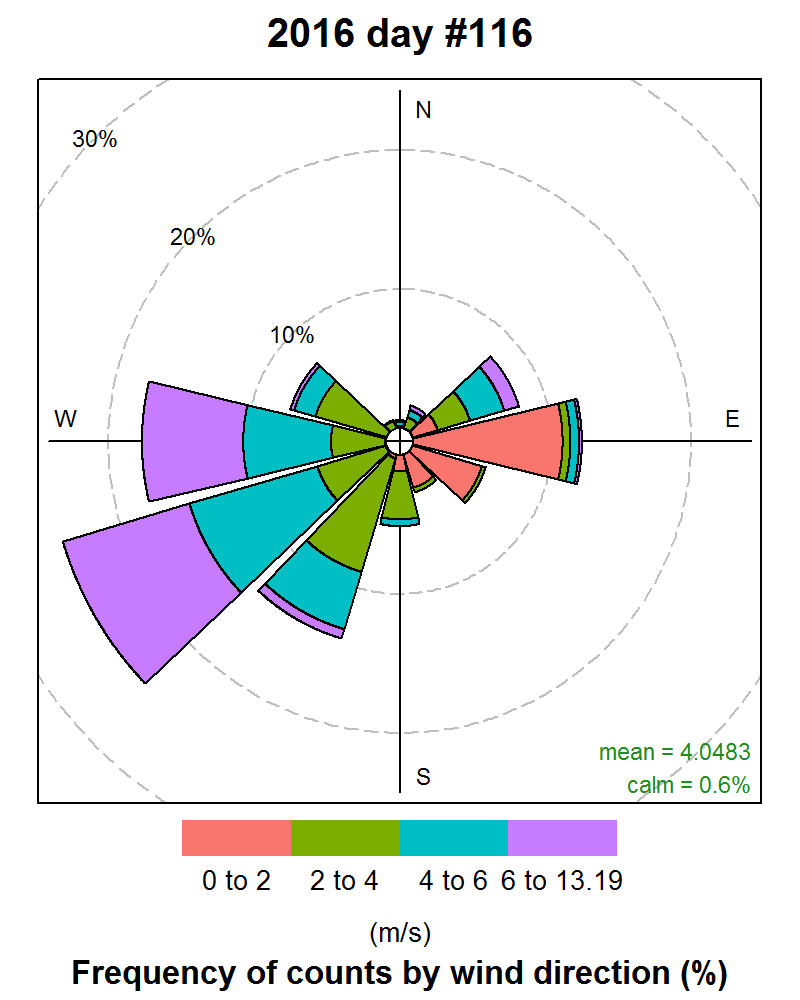 2016 day #116
N
30%
20%
10%
W
E
S
mean = 4.0483
calm = 0.6%
0 to 2 2 to 4 4 to 6 6 to 13.19
(m/s)
Frequency of counts by wind direction (%)